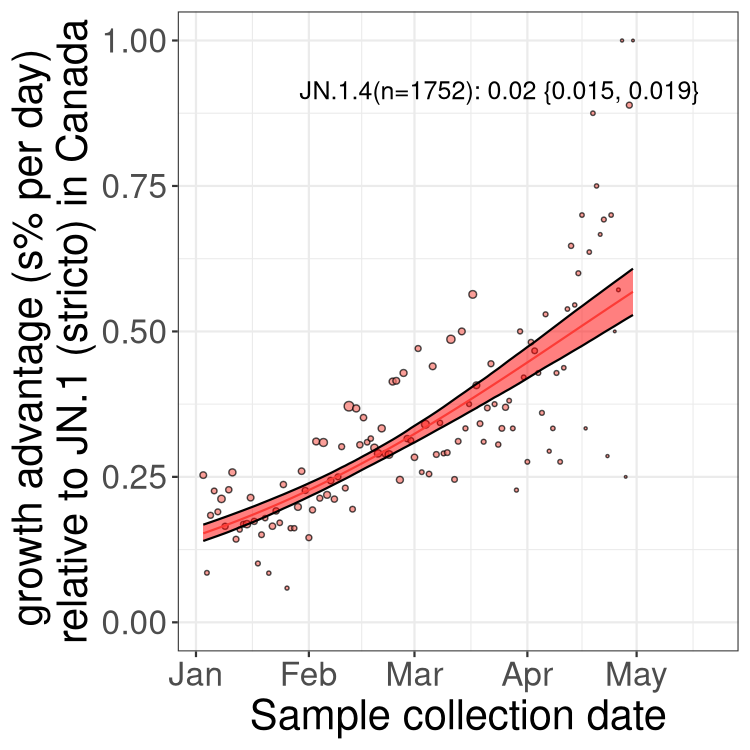 growth advantage (s% per day)
relative to JN.1 (stricto) in Canada
1.00
0.75
0.50
0.25
0.00
JN.1.4(n=1752): 0.02 {0.015, 0.019}
Jan Feb Mar Apr May
Sample collection date